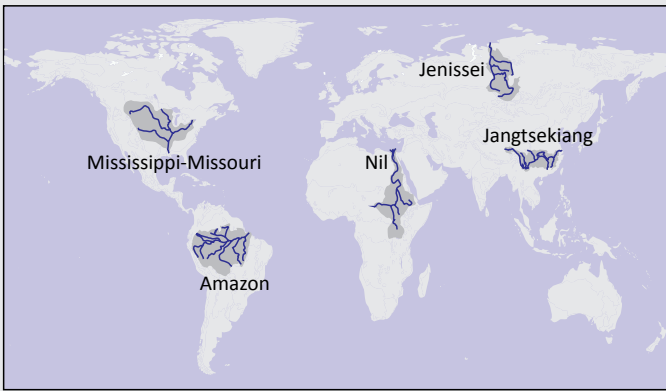 Jenissei
Jangtsekiang
Mississippi-Missouri
Nil
Amazon